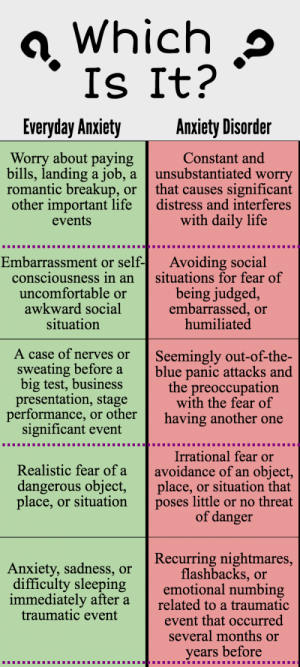 ? Which ?
Is It?
Everyday Anxiety
Anxiety Disorder
Worry about paying
bills, landing a job, a
romantic breakup, or
other important life
events
Constant and
unsubstantiated worry
that causes significant
distress and interferes
with daily life
Embarrassment or self-
consciousness in an
uncomfortable or
awkward social
situation
Avoiding social
situations for fear of
being judged,
embarrassed, or
humiliated
A case of nerves or
sweating before a
big test, business
presentation, stage
performance, or other
significant event
Seemingly out-of-the-
blue panic attacks and
the preoccupation
with the fear of
having another one
Realistic fear of a
dangerous object,
place, or situation
Irrational fear or
avoidance of an object,
place, or situation that
poses little or no threat
of danger
Anxiety, sadness, or
difficulty sleeping
immediately after a
traumatic event
Recurring nightmares,
flashbacks, or
emotional numbing
related to a traumatic
event that occurred
several months or
years before